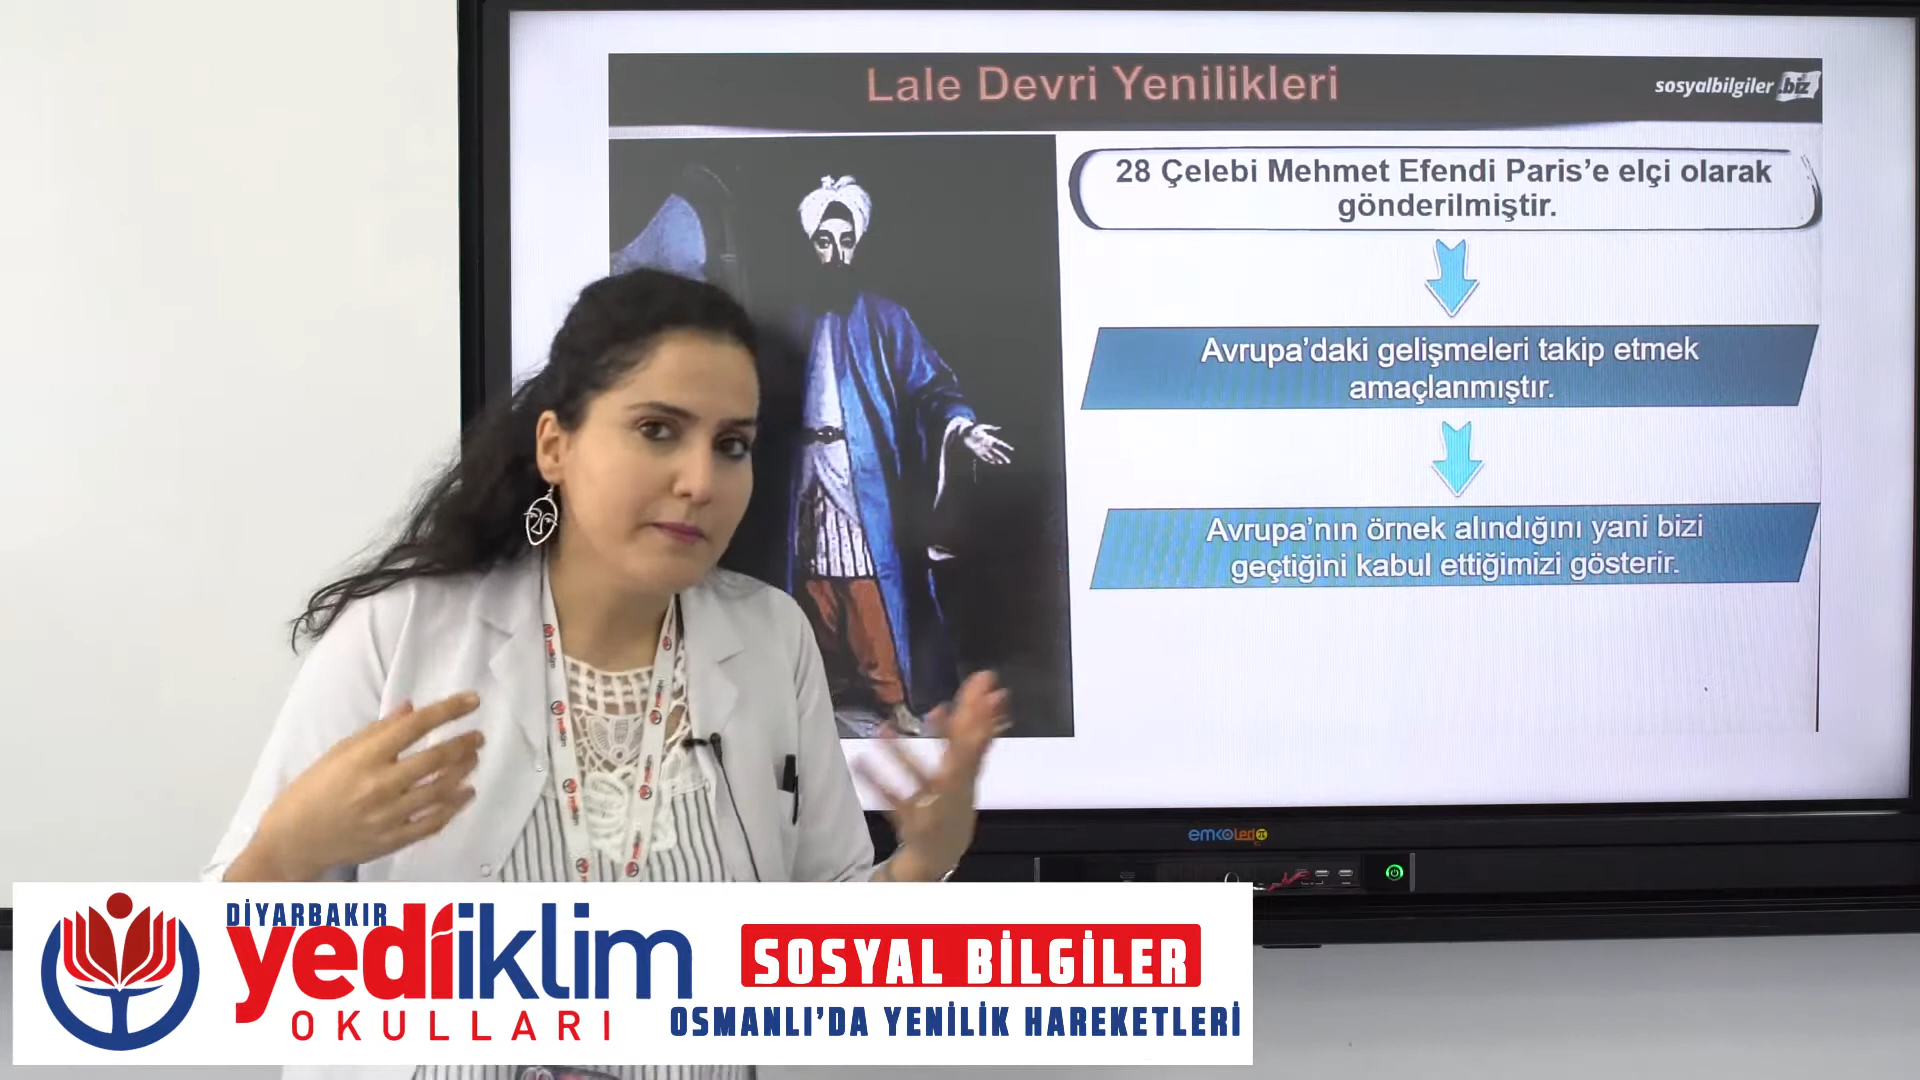 Lale Devri Yenilikleri
sosyalbilgiler.biz
28 Çelebi Mehmet Efendi Paris’e elçi olarak
gönderilmiştir.
Avrupa’daki gelişmeleri takip etmek
amaçlanmıştır.
Avrupa’nın örnek alındığını yani bizi
geçtiğini kabul ettiğimizi gösterir.
yediiklim
emkoled
DİYARBAKIR
yediiklim
OKULLARI
SOSYAL BİLGİLER
OSMANLI’DA YENİLİK HAREKETLERİ